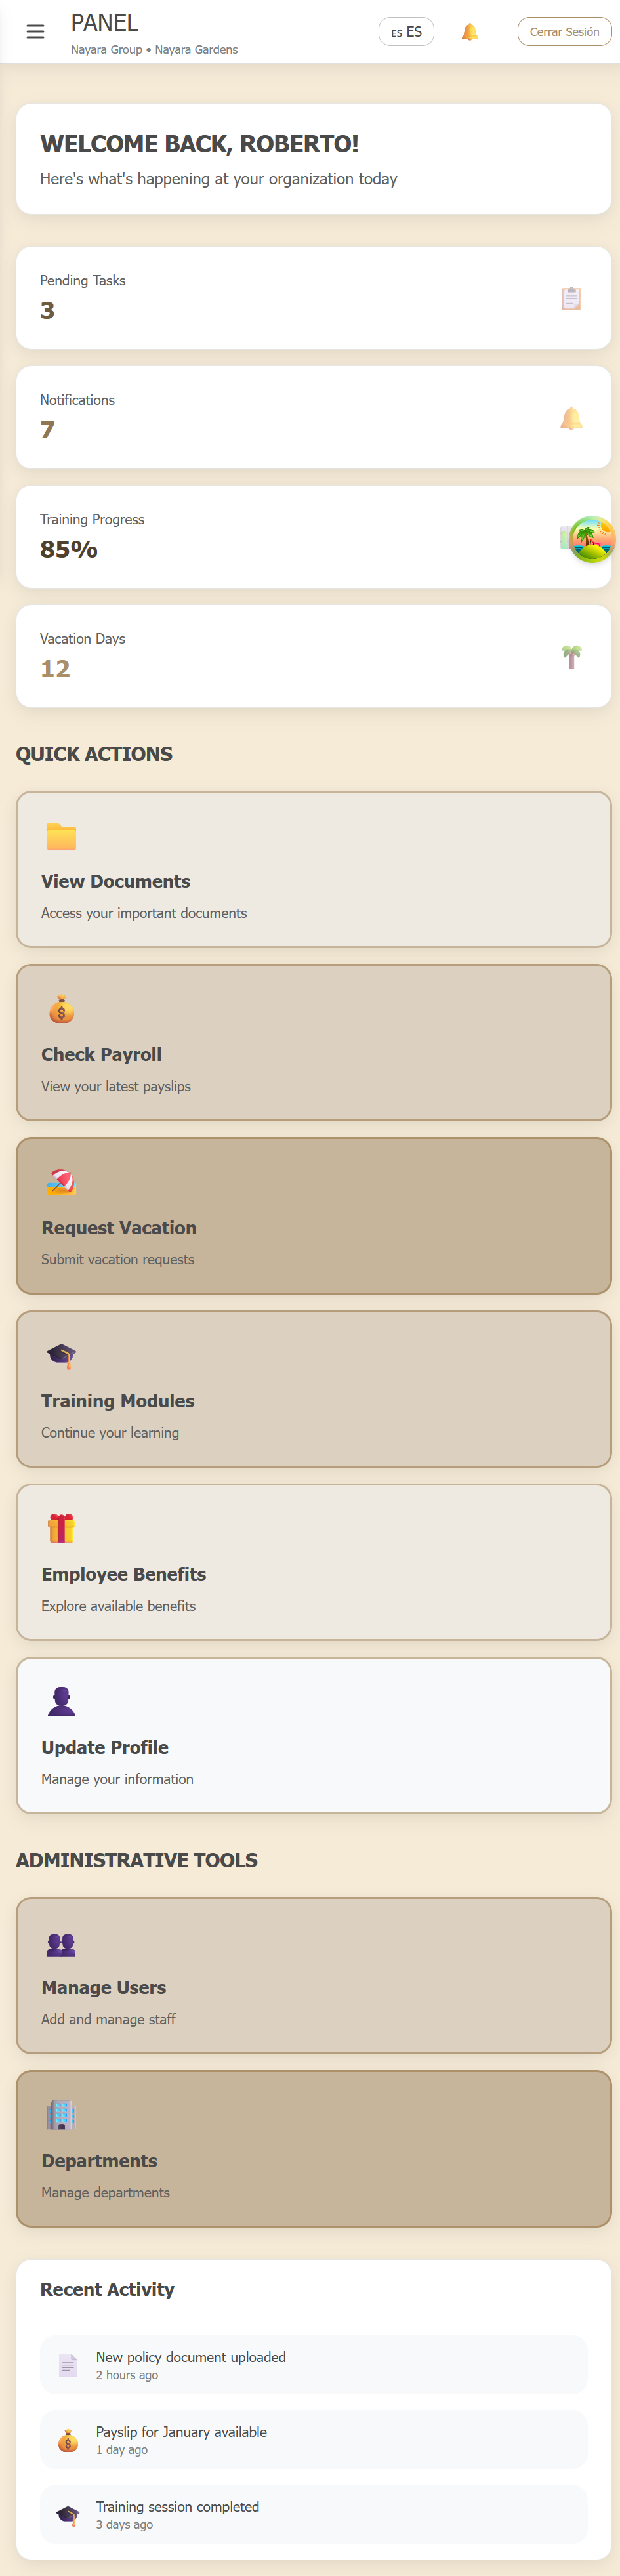 PANEL
Nayara Group • Nayara Gardens
ES ES
Cerrar Sesión
WELCOME BACK, ROBERTO!
Here's what's happening at your organization today
Pending Tasks
3
Notifications
7
Training Progress
85%
Vacation Days
12
QUICK ACTIONS
View Documents
Access your important documents
Check Payroll
View your latest payslips
Request Vacation
Submit vacation requests
Training Modules
Continue your learning
Employee Benefits
Explore available benefits
Update Profile
Manage your information
ADMINISTRATIVE TOOLS
Manage Users
Add and manage staff
Departments
Manage departments
Recent Activity
New policy document uploaded
2 hours ago
Payslip for January available
1 day ago
Training session completed
3 days ago